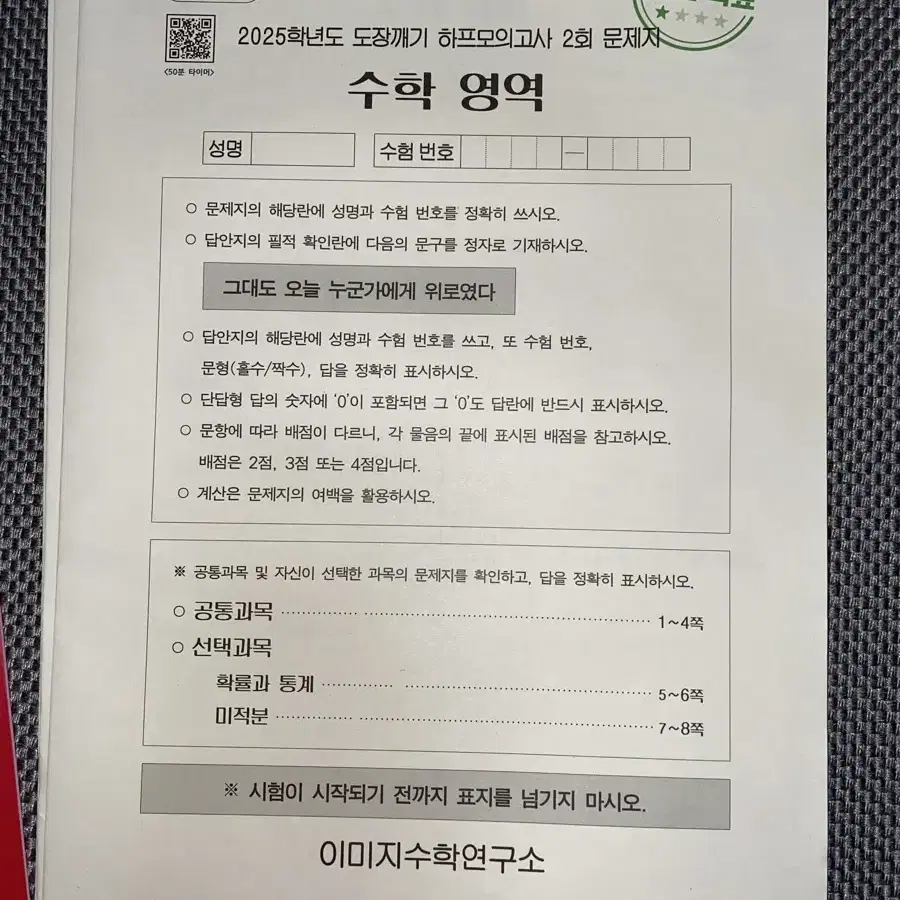 2025학년도 도장깨기 하프모의고사 2회 문제지
<50분 타이머>
수학 영역
성명
수험 번호 —
○ 문제지의 해당란에 성명과 수험 번호를 정확히 쓰시오.
○ 답안지의 필적 확인란에 다음의 문구를 정자로 기재하시오.
그대도 오늘 누군가에게 위로였다
○ 답안지의 해당란에 성명과 수험 번호를 쓰고, 또 수험 번호,
문형(홀수/짝수), 답을 정확히 표시하시오.
○ 단답형 답의 숫자에 '0'이 포함되면 그 '0'도 답란에 반드시 표시하시오.
○ 문항에 따라 배점이 다르니, 각 물음의 끝에 표시된 배점을 참고하시오.
배점은 2점, 3점 또는 4점입니다.
○ 계산은 문제지의 여백을 활용하시오.
※ 공통과목 및 자신이 선택한 과목의 문제지를 확인하고, 답을 정확히 표시하시오.
○ 공통과목 ········ 1~4쪽
○ 선택과목
확률과 통계 ········ 5~6쪽
미적분 ········ 7~8쪽
※ 시험이 시작되기 전까지 표지를 넘기지 마시오.
이미지수학연구소